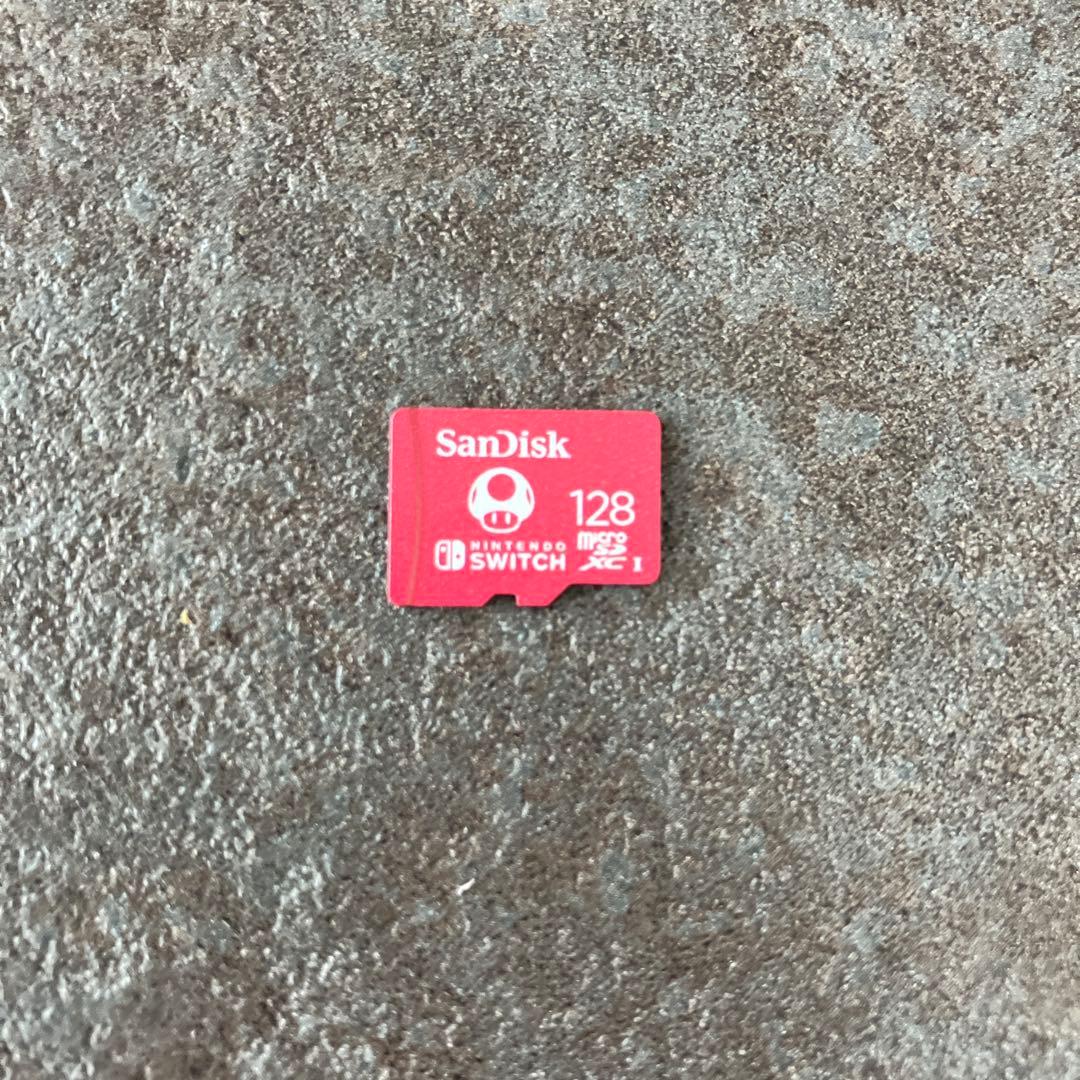 SanDisk
128
NINTENDO
SWITCH
micro
SD
XC I